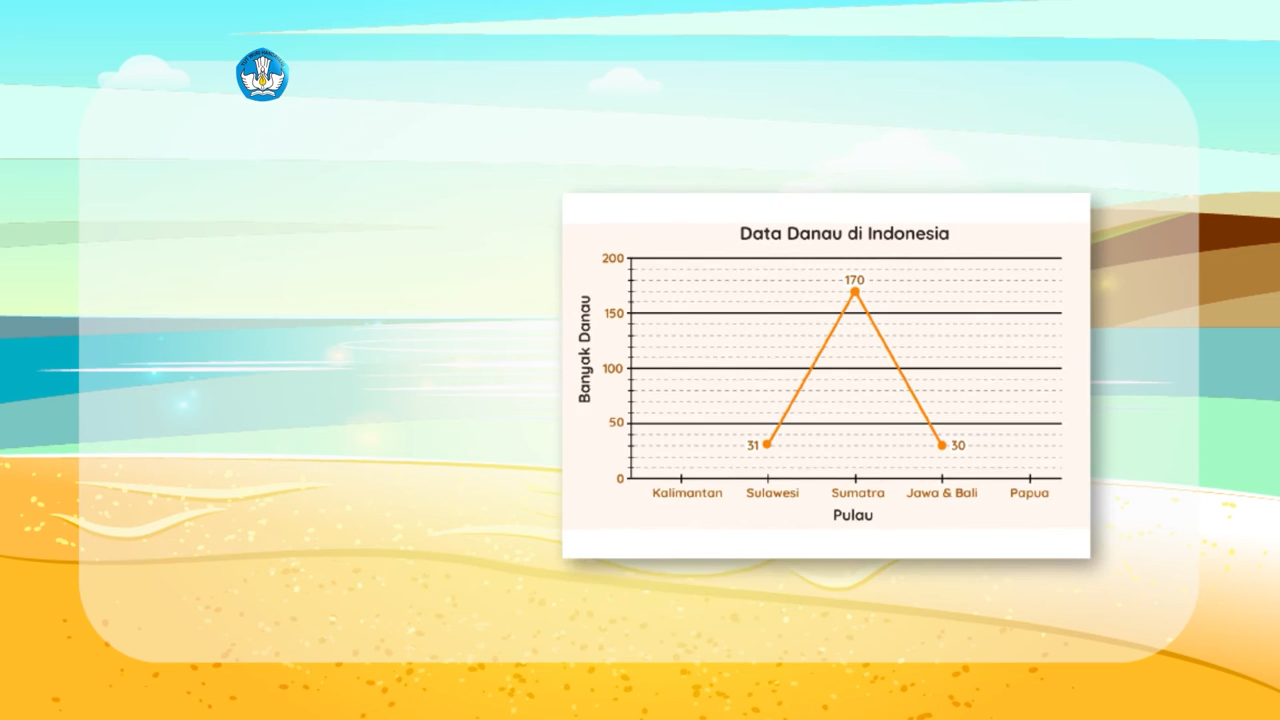 Data Danau di Indonesia
200
170
150
Banyak Danau
100
50
31
30
0
Kalimantan Sulawesi Sumatra Jawa & Bali Papua
Pulau